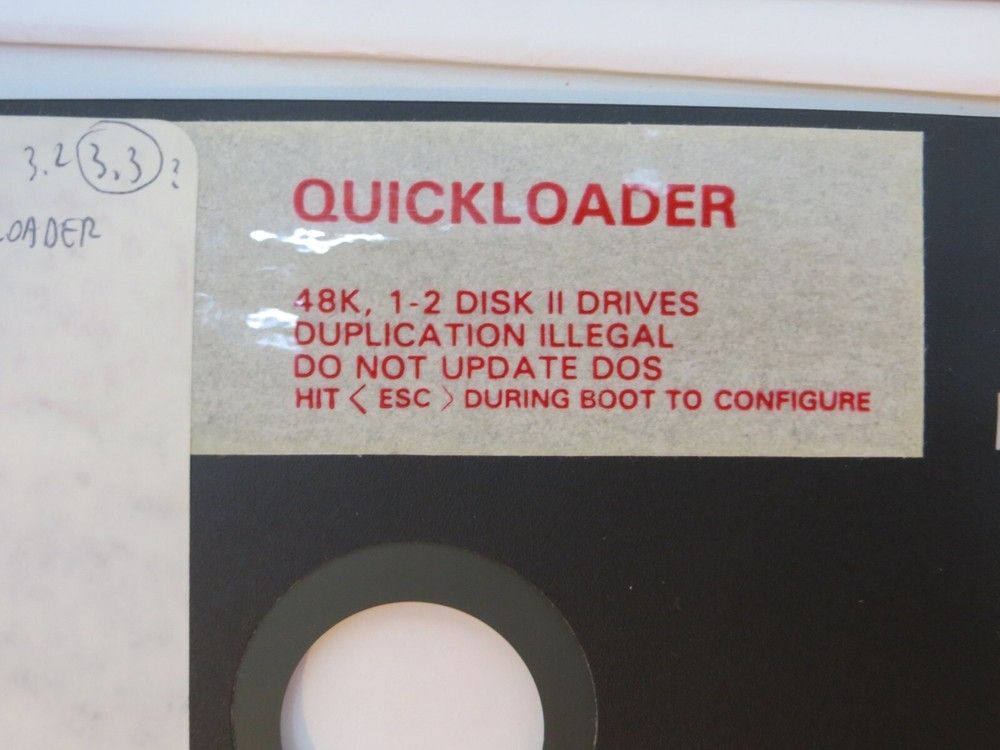 3.2 3.3 ?
LOADER
QUICKLOADER
48K, 1-2 DISK II DRIVES
DUPLICATION ILLEGAL
DO NOT UPDATE DOS
HIT < ESC > DURING BOOT TO CONFIGURE